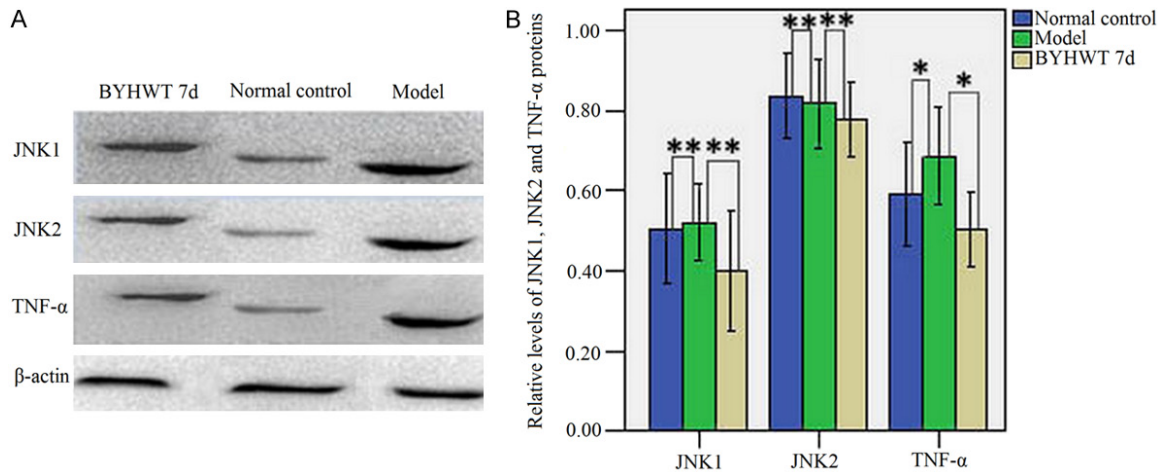 A
BYHWT 7d Normal control Model
JNK1
JNK2
TNF-α
β-actin
B
Relative levels of JNK1, JNK2 and TNF-α proteins
1.00
0.80
0.60
0.40
0.20
0.00
** **
** **
* *
JNK1 JNK2 TNF-α
Normal control
Model
BYHWT 7d